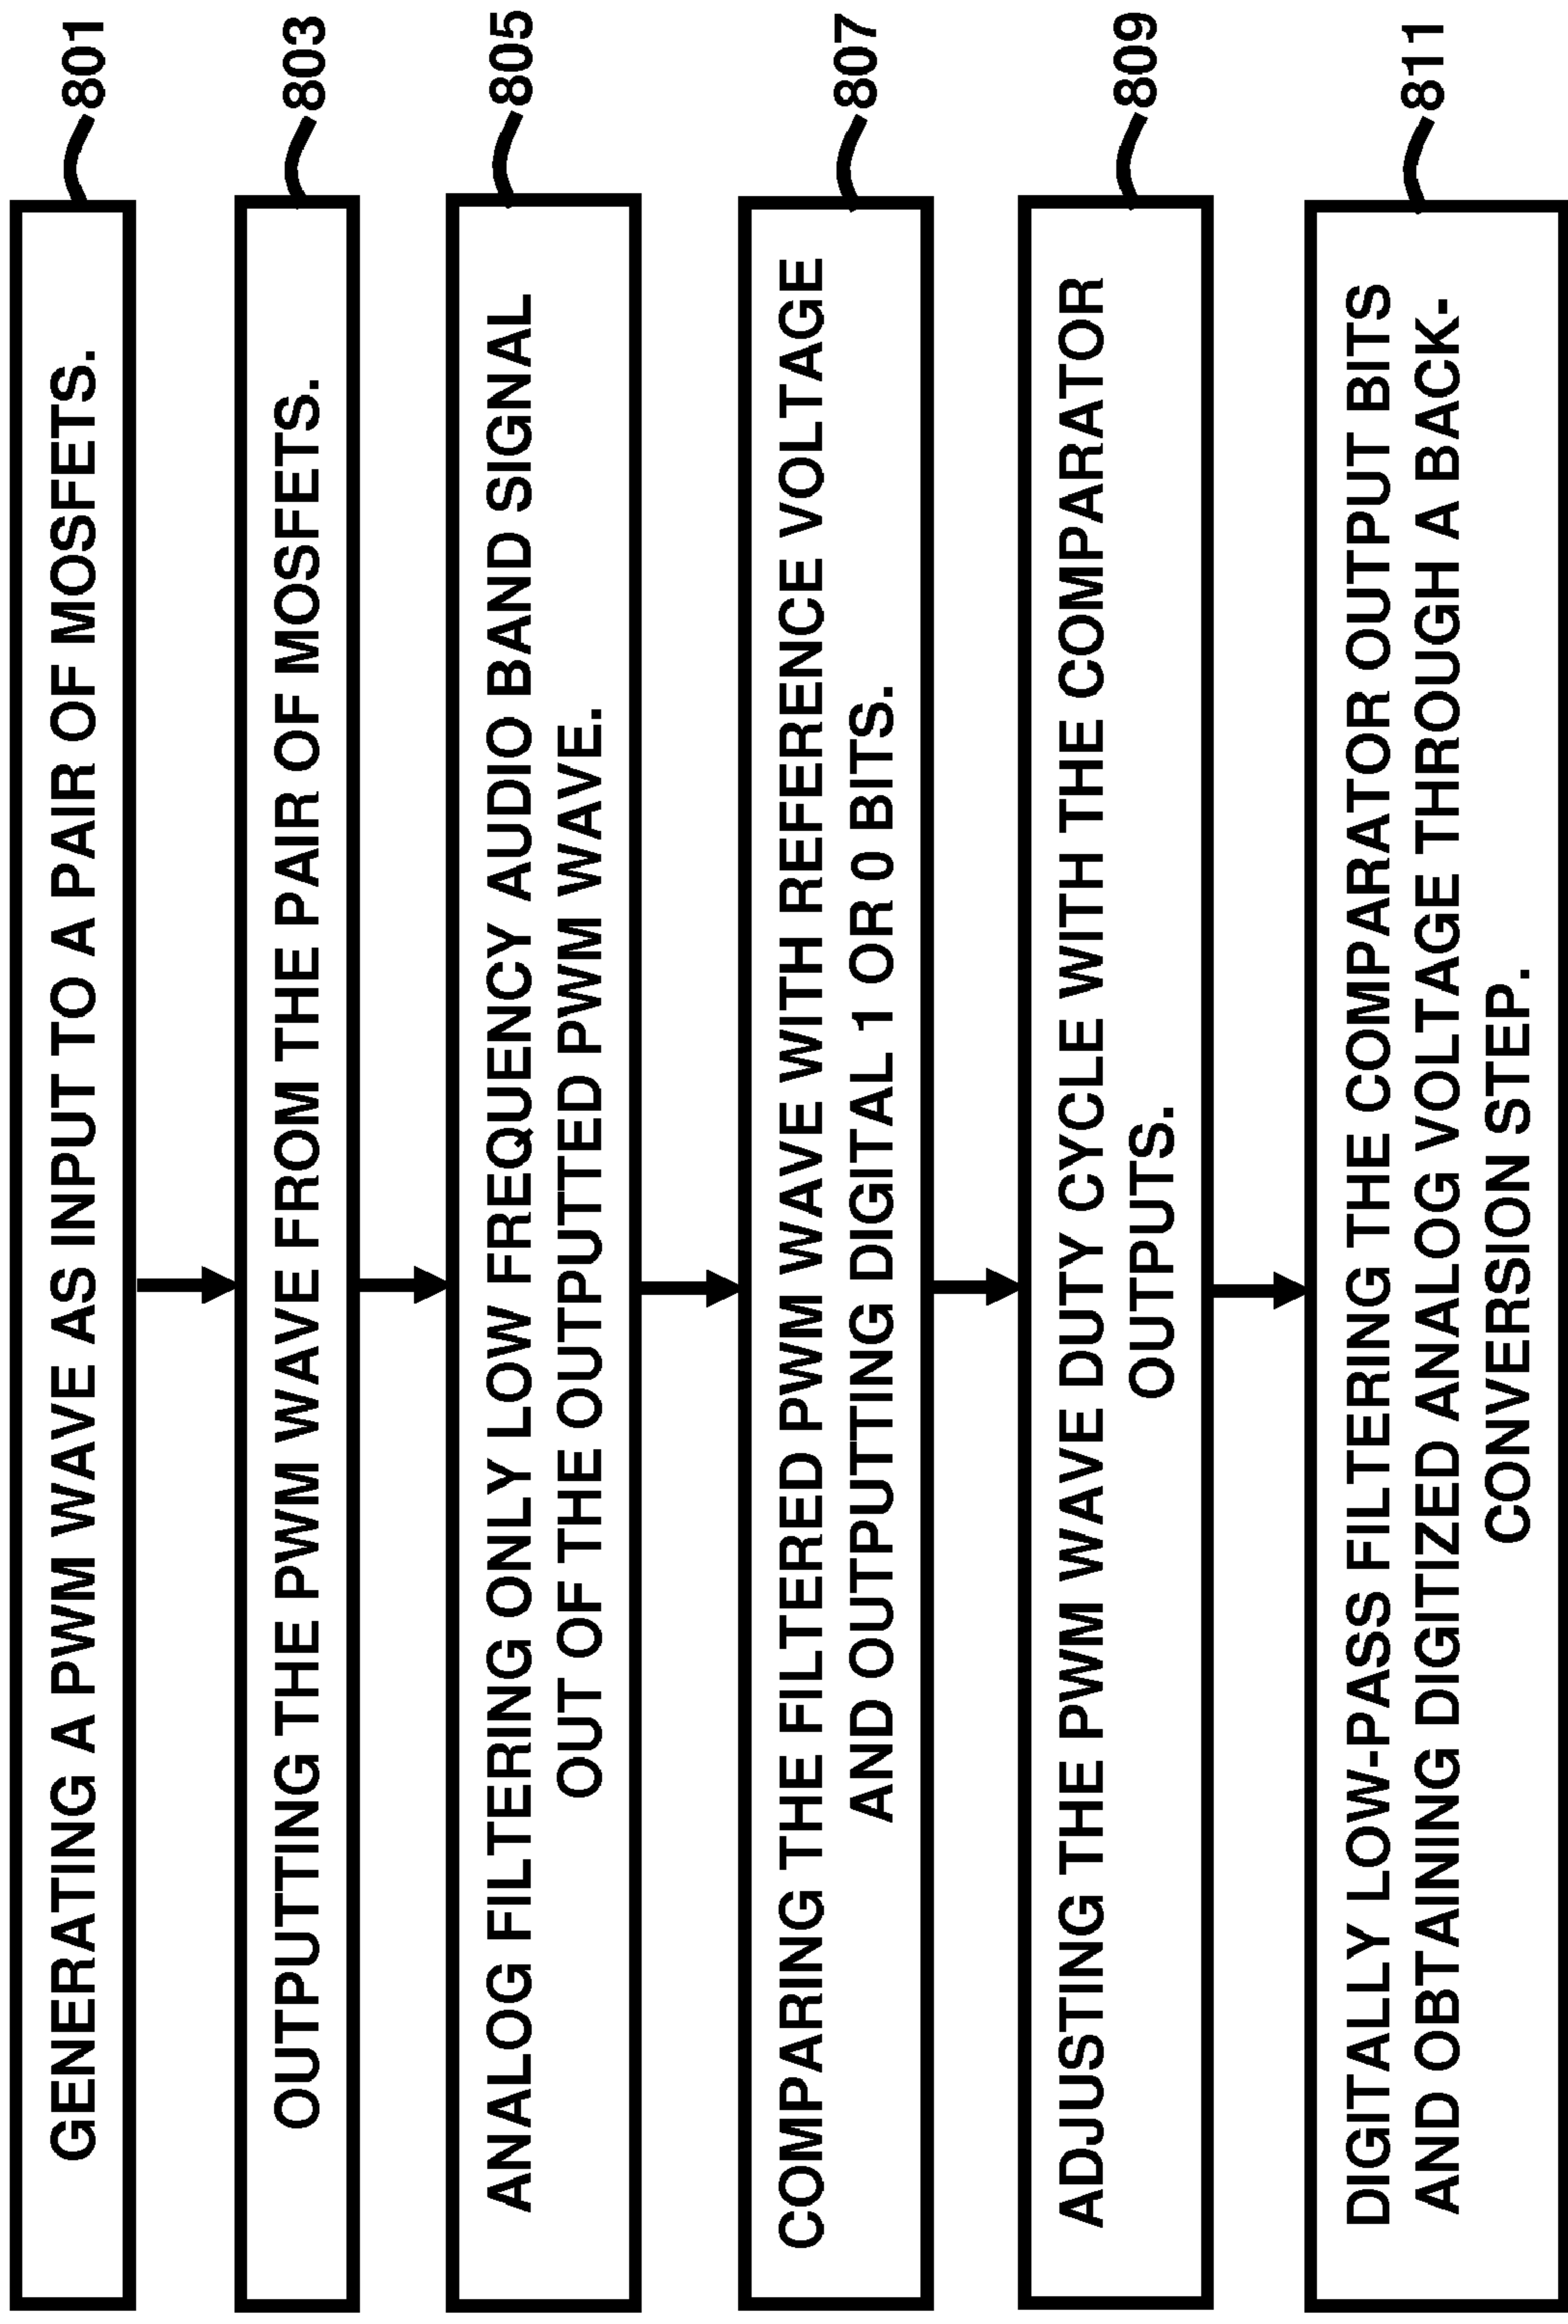 GENERATING A PWM WAVE AS INPUT TO A PAIR OF MOSFETS.
801
OUTPUTTING THE PWM WAVE FROM THE PAIR OF MOSFETS.
803
ANALOG FILTERING ONLY LOW FREQUENCY AUDIO BAND SIGNAL
OUT OF THE OUTPUTTED PWM WAVE.
805
COMPARING THE FILTERED PWM WAVE WITH REFERENCE VOLTAGE
AND OUTPUTTING DIGITAL 1 OR 0 BITS.
807
ADJUSTING THE PWM WAVE DUTY CYCLE WITH THE COMPARATOR
OUTPUTS.
809
DIGITALLY LOW-PASS FILTERING THE COMPARATOR OUTPUT BITS
AND OBTAINING DIGITIZED ANALOG VOLTAGE THROUGH A BACK-
CONVERSION STEP.
811